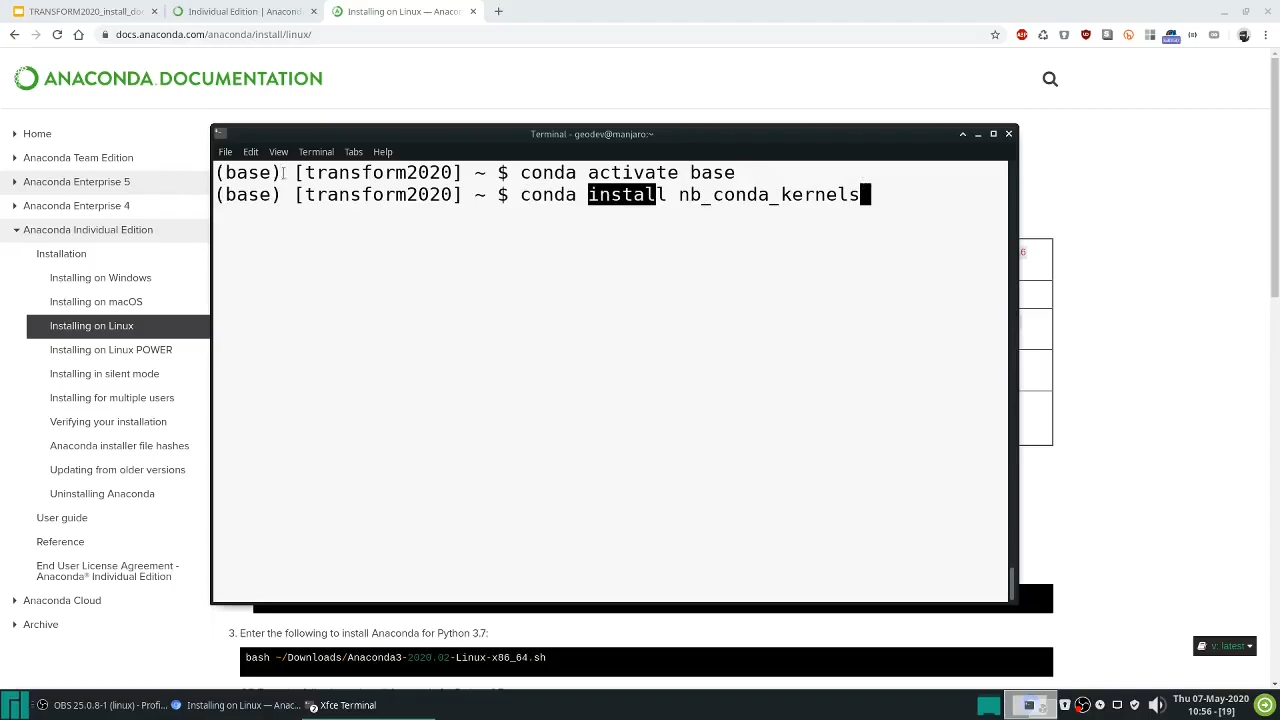 TRANSFORM2020_install_do
Individual Edition | Anacon
Installing on Linux — Anaco
docs.anaconda.com/anaconda/install/linux/
ANACONDA.DOCUMENTATION
Home
Anaconda Team Edition
Anaconda Enterprise 5
Anaconda Enterprise 4
Anaconda Individual Edition
Installation
Installing on Windows
Installing on macOS
Installing on Linux
Installing on Linux POWER
Installing in silent mode
Installing for multiple users
Verifying your installation
Anaconda installer file hashes
Updating from older versions
Uninstalling Anaconda
User guide
Reference
End User License Agreement -
Anaconda® Individual Edition
Anaconda Cloud
Archive
Terminal - geodev@manjaro:~
File Edit View Terminal Tabs Help
(base) [transform2020] ~ $ conda activate base
(base) [transform2020] ~ $ conda install nb_conda_kernels
6
3. Enter the following to install Anaconda for Python 3.7:
bash ~/Downloads/Anaconda3-2020.02-Linux-x86_64.sh
v: latest
OBS 25.0.8-1 (linux) - Profi...
Installing on Linux — Anac...
Xfce Terminal
Thu 07-May-2020
10:56 - [19]